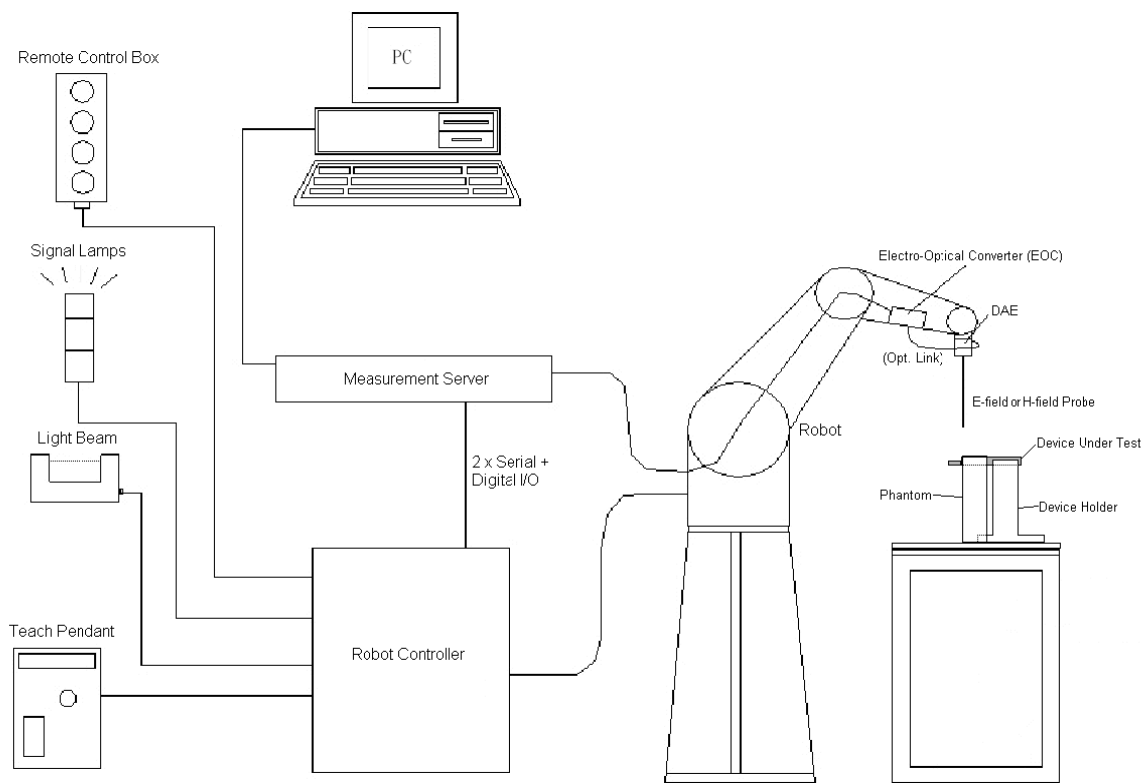 Remote Control Box
PC
Signal Lamps
Electro-Optical Converter (EOC)
DAE
(Opt. Link)
Measurement Server
E-field or H-field Probe
Light Beam
Robot
Device Under Test
2 x Serial +
Digital I/O
Phantom
Device Holder
Teach Pendant
Robot Controller